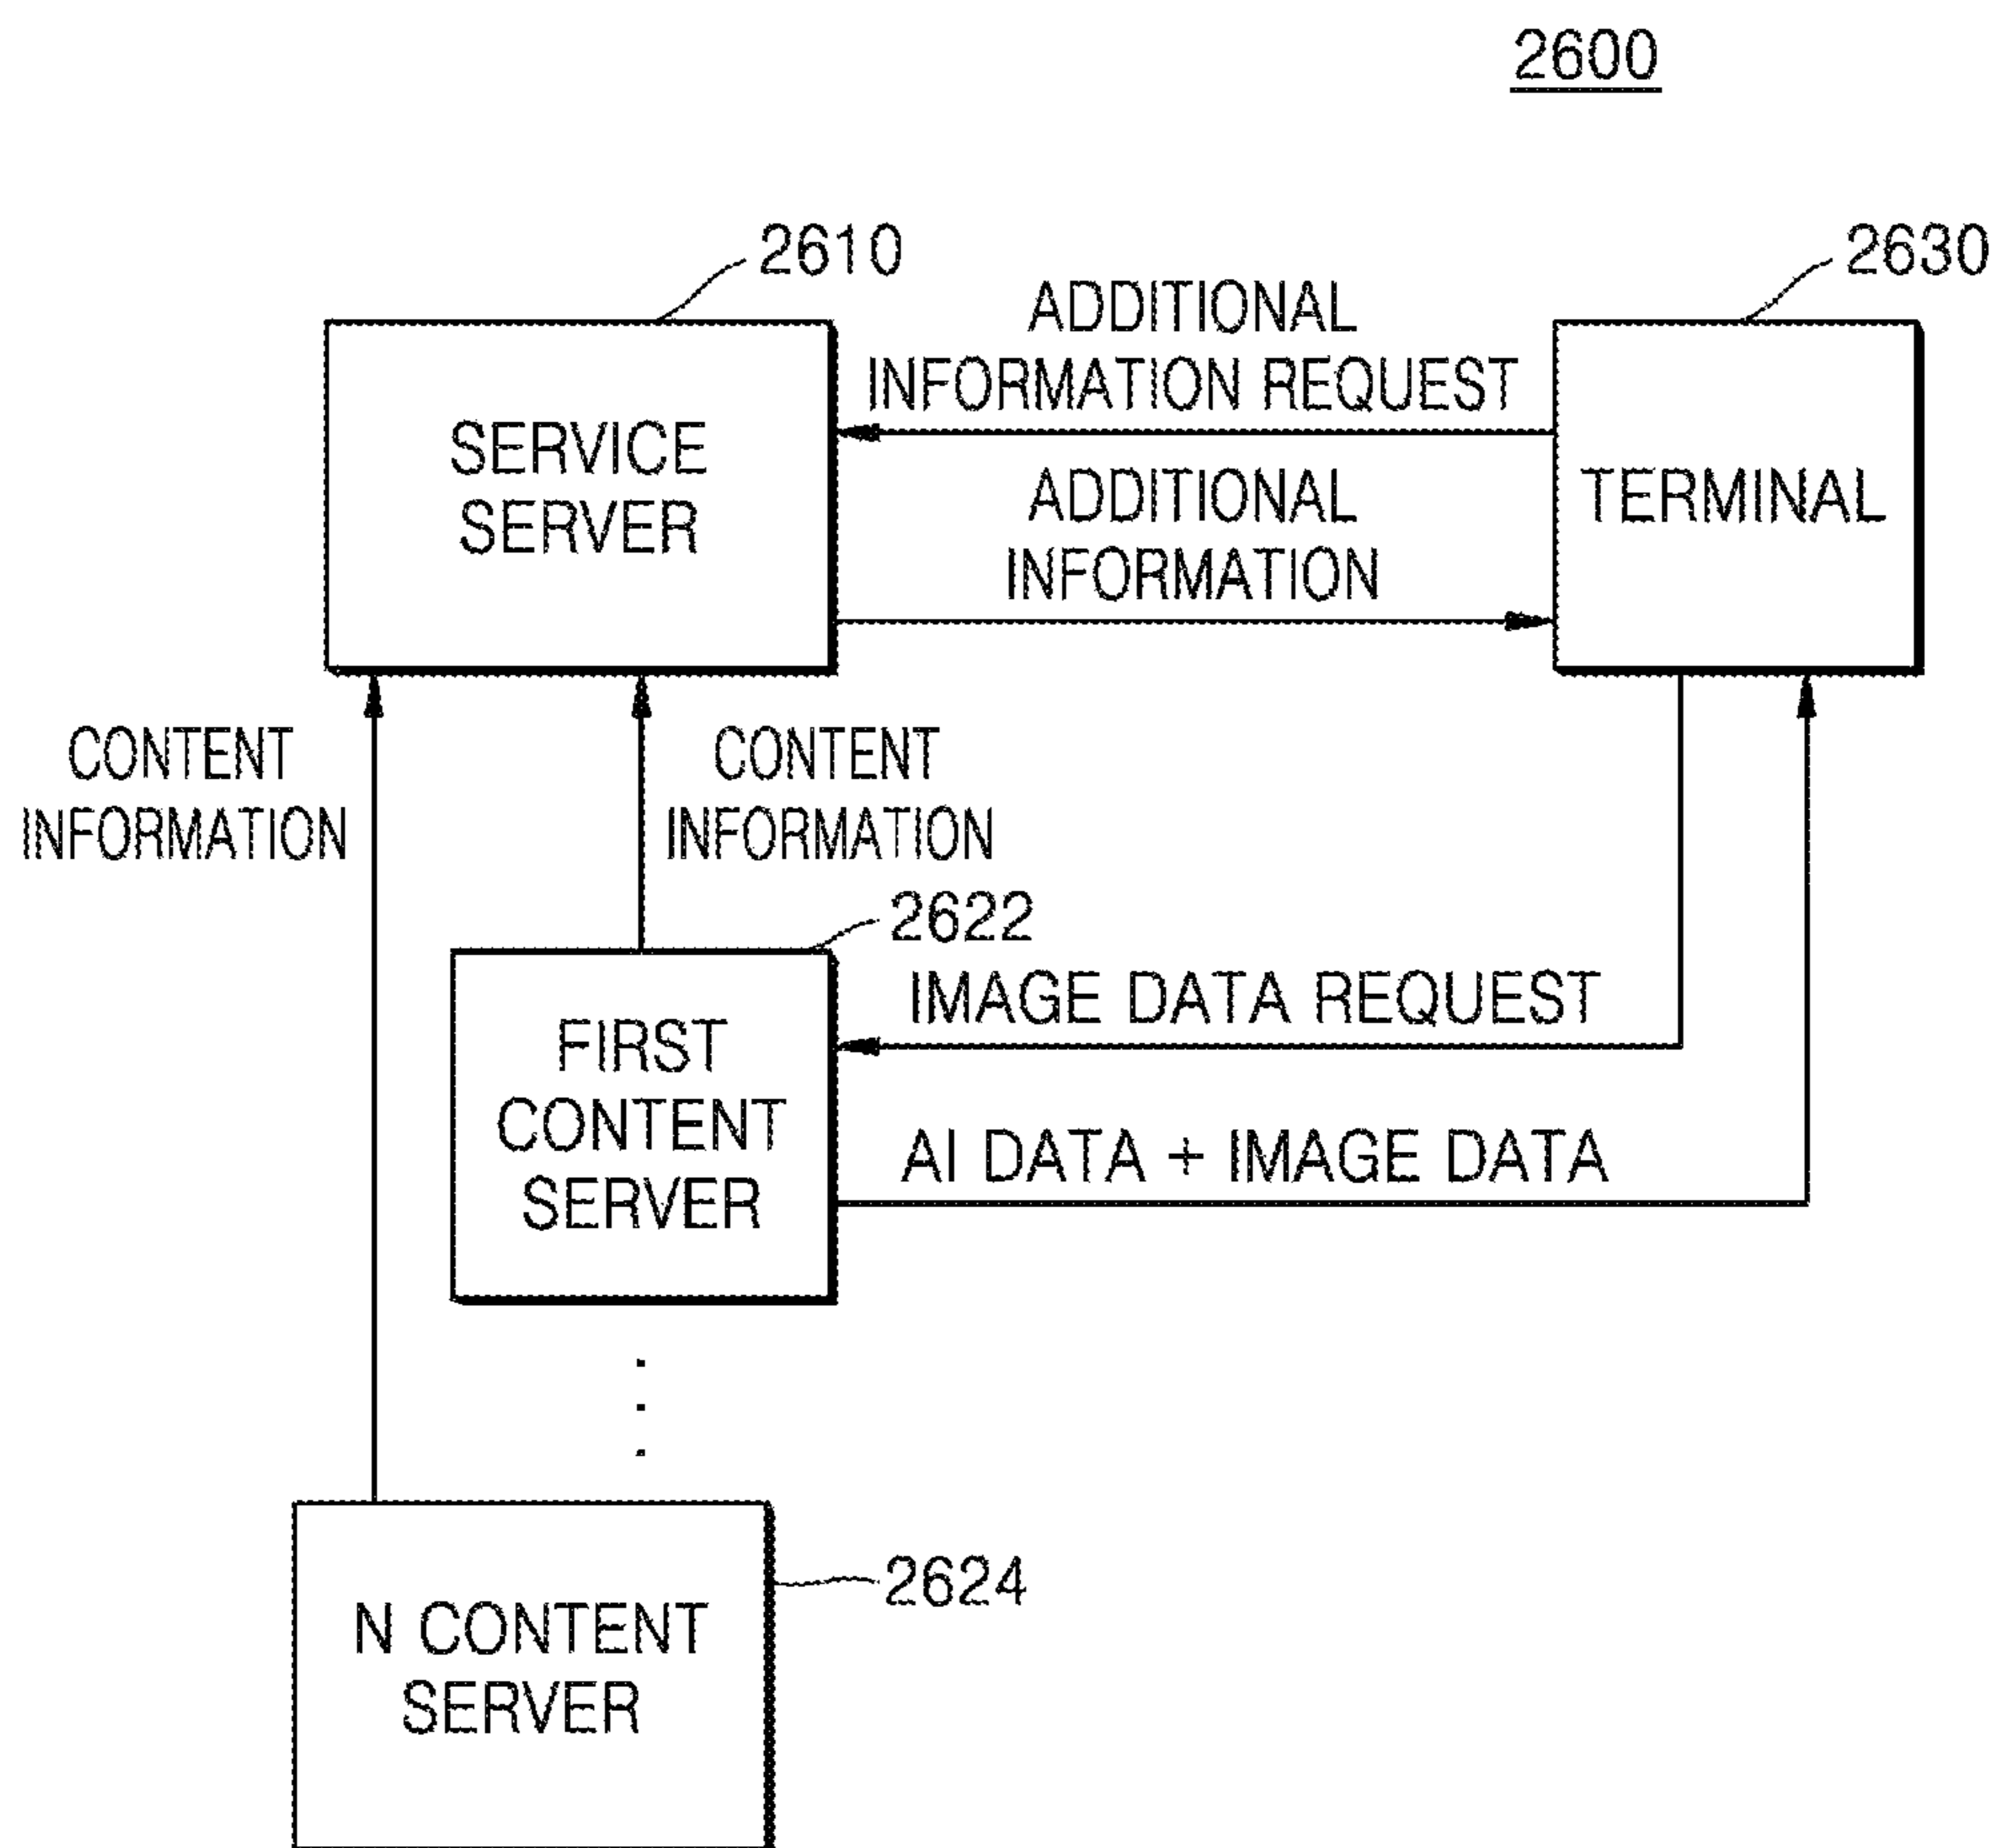 2600
2610
2630
ADDITIONAL
INFORMATION REQUEST
SERVICE
SERVER
ADDITIONAL
INFORMATION
TERMINAL
CONTENT
INFORMATION
CONTENT
INFORMATION
2622
IMAGE DATA REQUEST
FIRST
CONTENT
SERVER
AI DATA + IMAGE DATA
2624
N CONTENT
SERVER